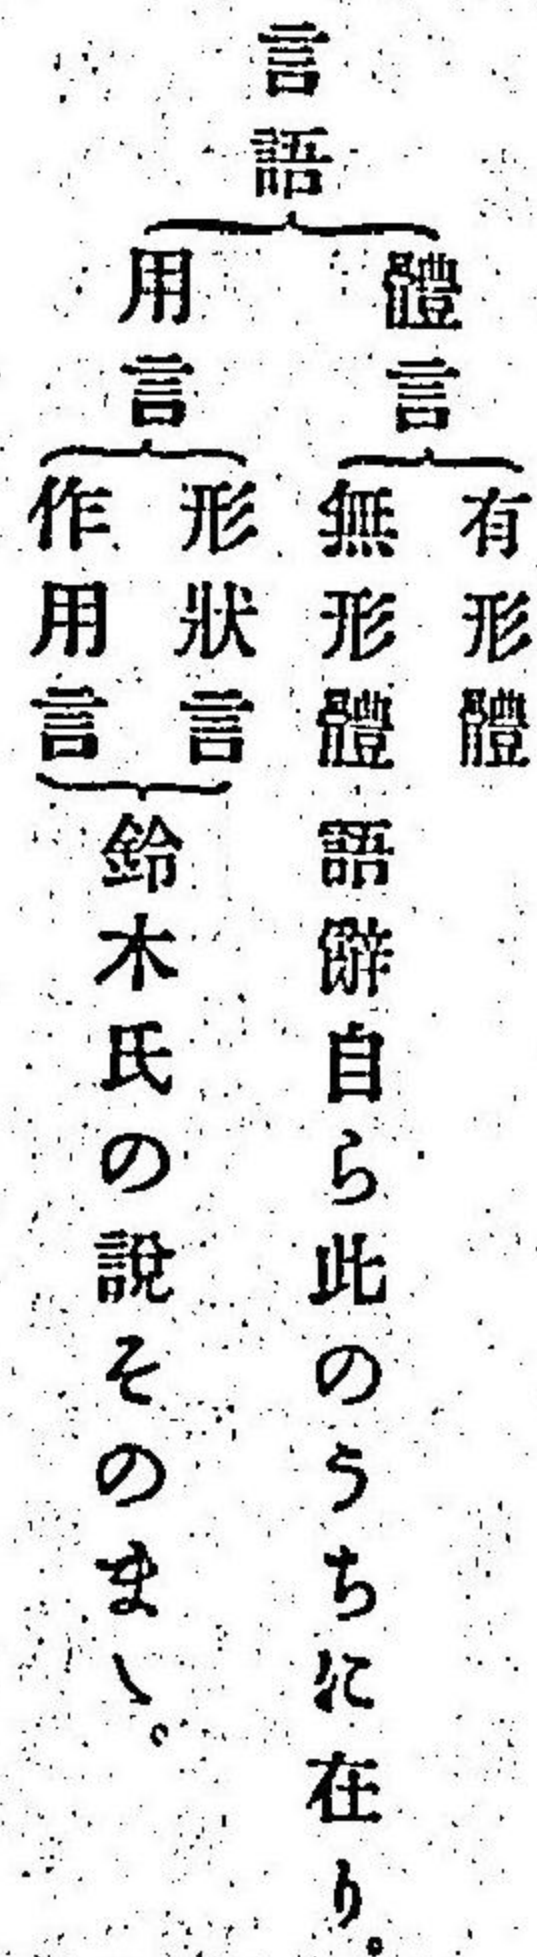 言語
體言
有形體
無形體 語辭自ら此のうちに在り。
用言
形狀言
作用言
鈴木氏の說そのまゝ。